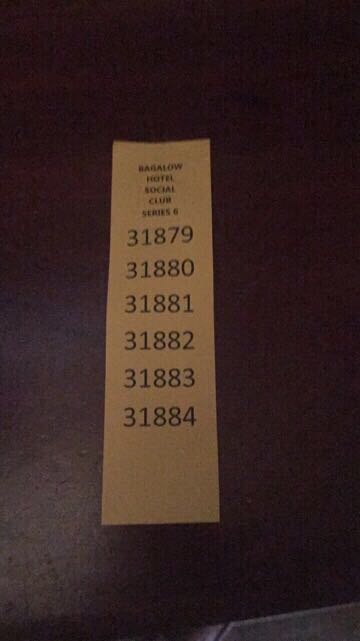 BAGALOW
HOTEL
SOCIAL
CLUB
SERIES 6
31879
31880
31881
31882
31883
31884